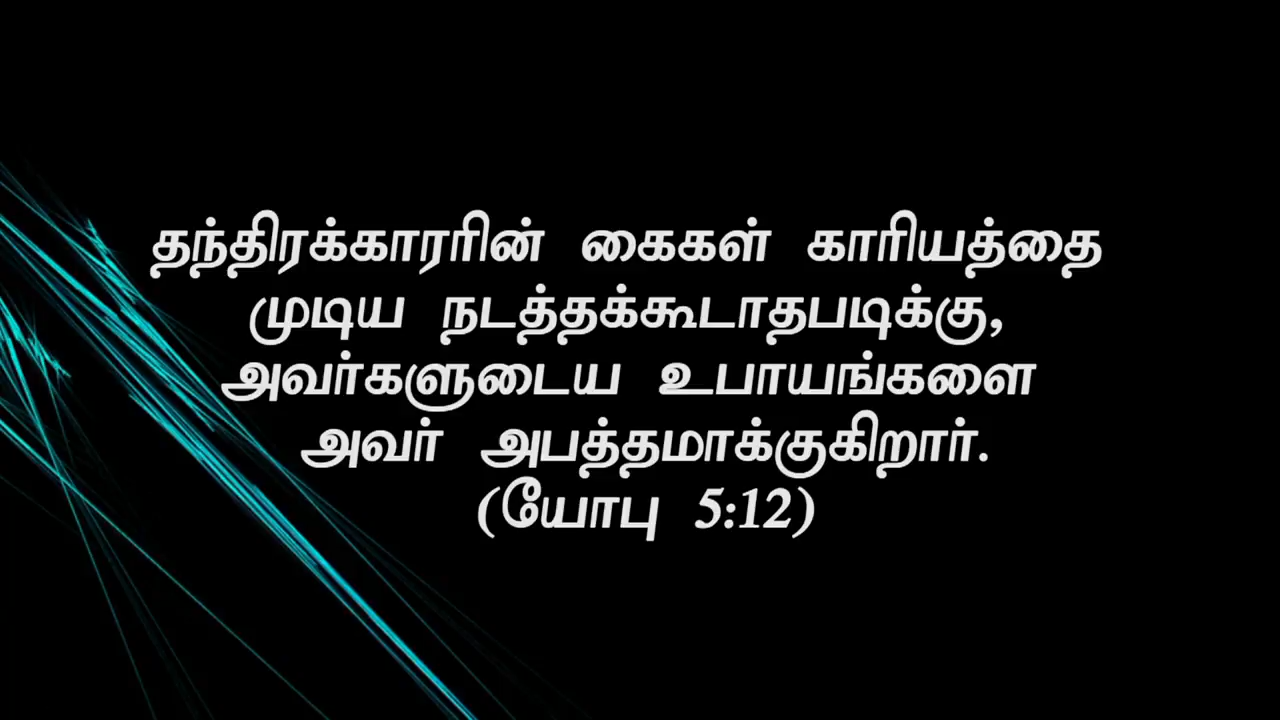 தந்திரக்காரரின் கைகள் காரியத்தை
முடிய நடத்தக்கூடாதபடிக்கு,
அவர்களுடைய உபாயங்களை
அவர் அபத்தமாக்குகிறார்.
(யோபு 5:12)